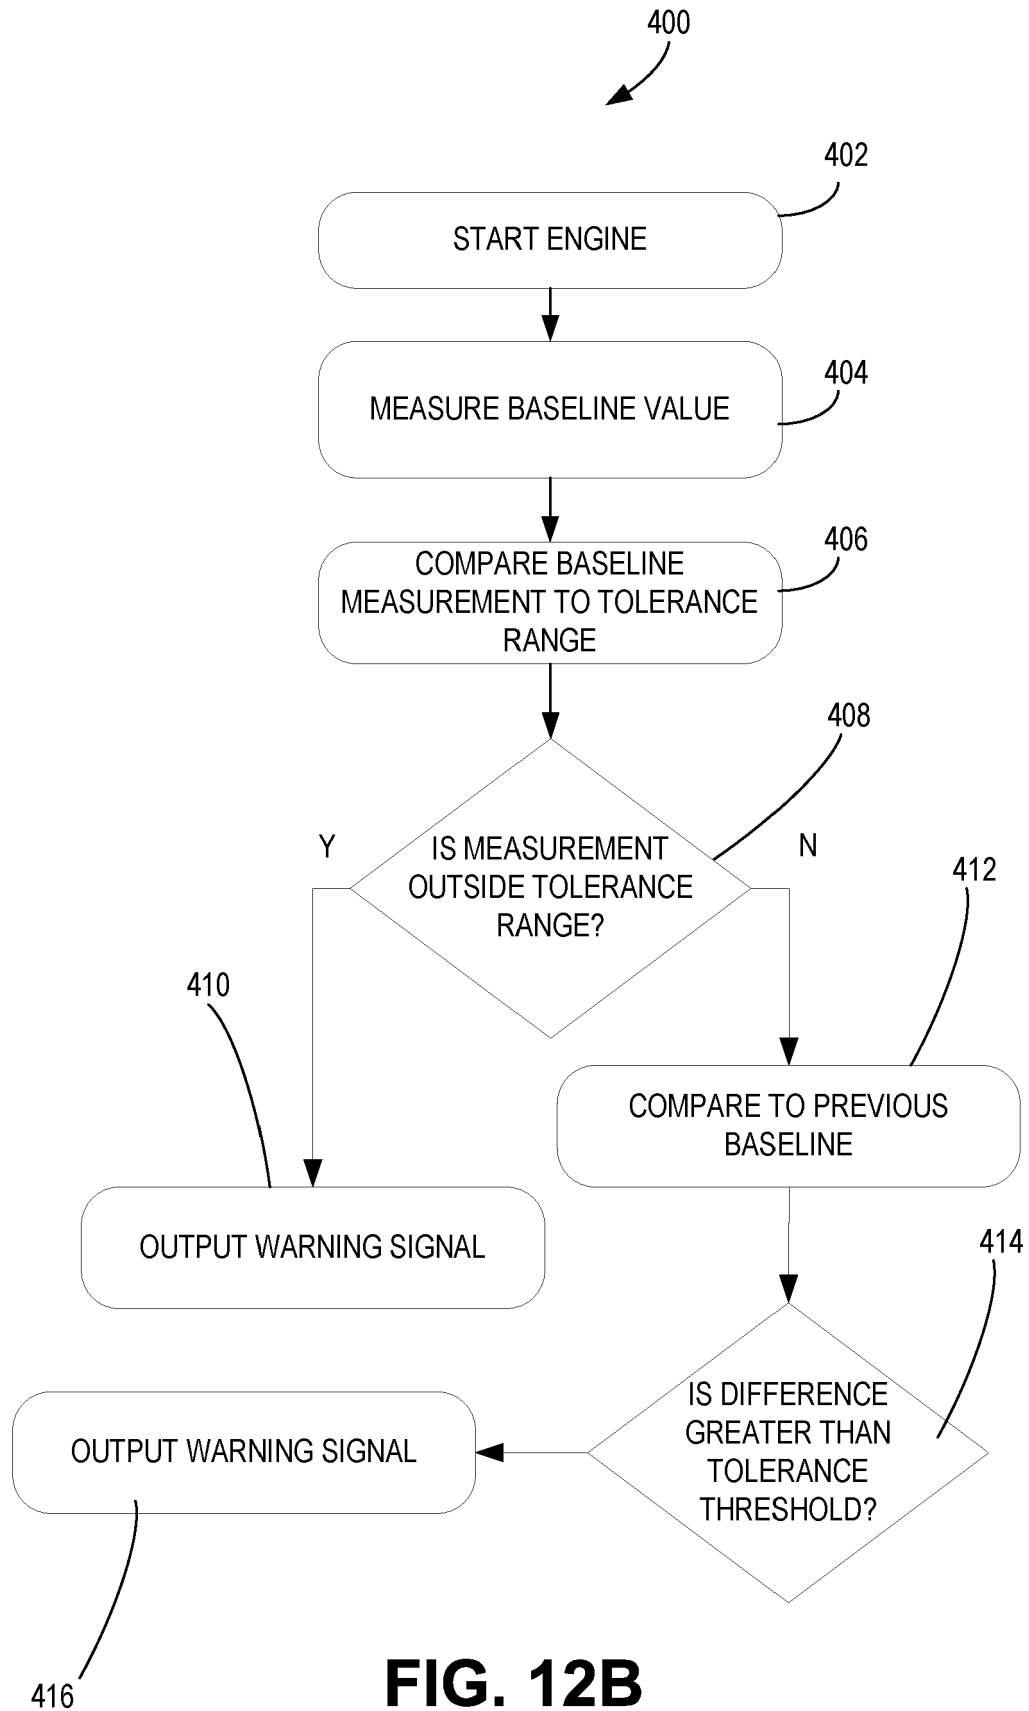 400
402
START ENGINE
404
MEASURE BASELINE VALUE
406
COMPARE BASELINE
MEASUREMENT TO TOLERANCE
RANGE
408
Y
N
IS MEASUREMENT
OUTSIDE TOLERANCE
RANGE?
412
410
COMPARE TO PREVIOUS
BASELINE
OUTPUT WARNING SIGNAL
414
IS DIFFERENCE
GREATER THAN
TOLERANCE
THRESHOLD?
OUTPUT WARNING SIGNAL
416
FIG. 12B